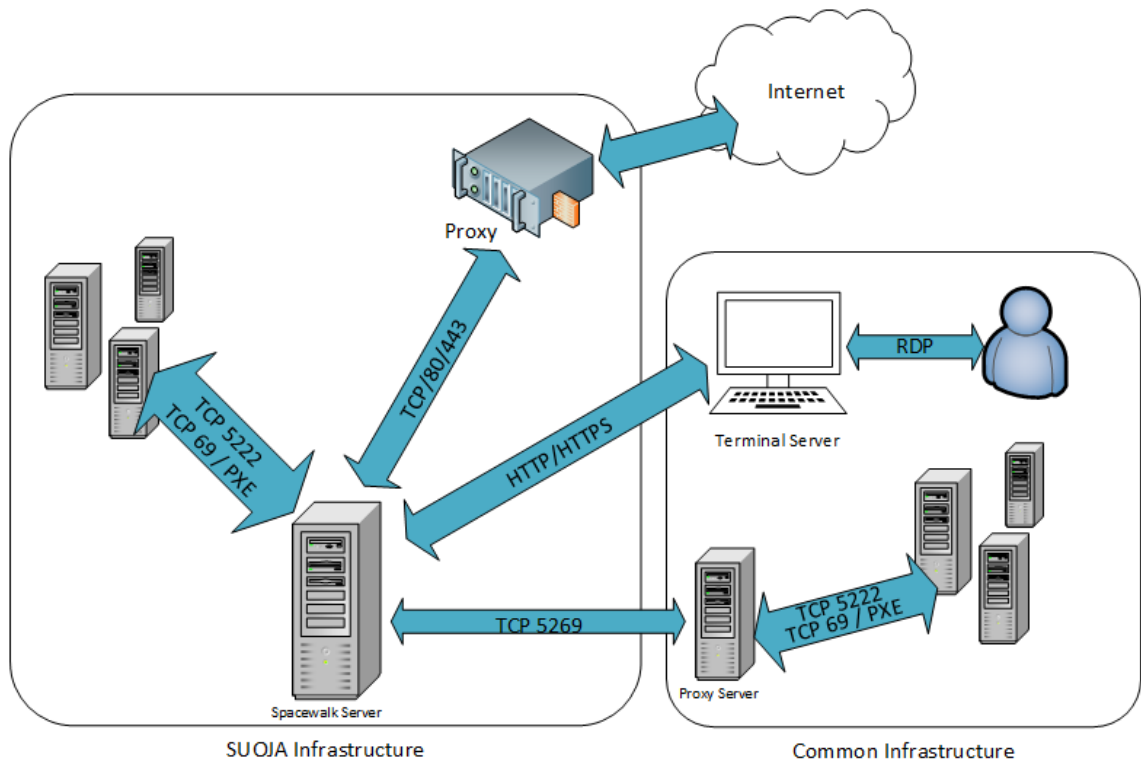 Internet
Proxy
TCP/80/443
RDP
Terminal Server
TCP 5222
TCP 69 / PXE
HTTP/HTTPS
TCP 5222
TCP 69 / PXE
TCP 5269
Proxy Server
Spacewalk Server
SUOJA Infrastructure
Common Infrastructure